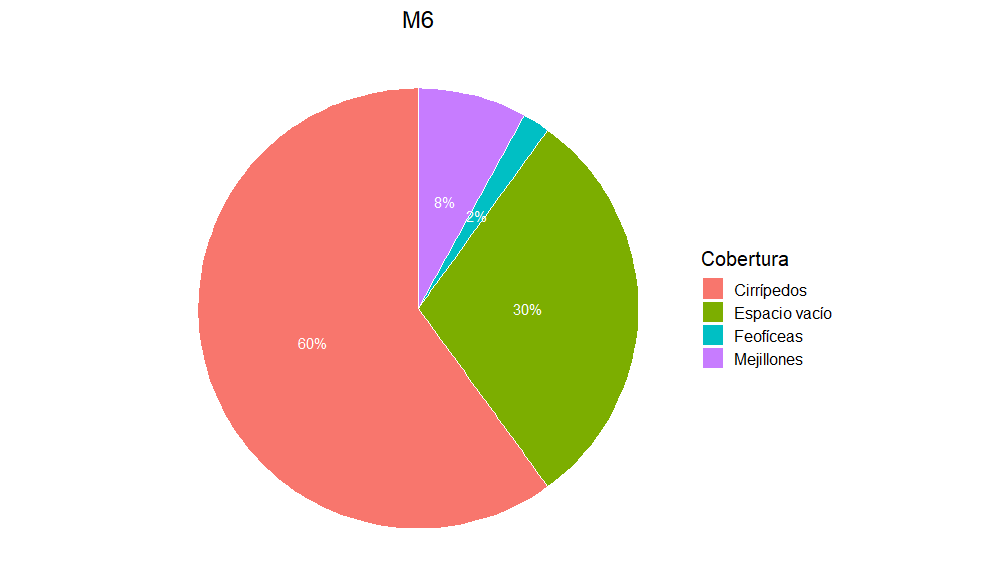 M6
8%
2%
30%
60%
Cobertura
Cirrípedos
Espacio vacío
Feofíceas
Mejillones